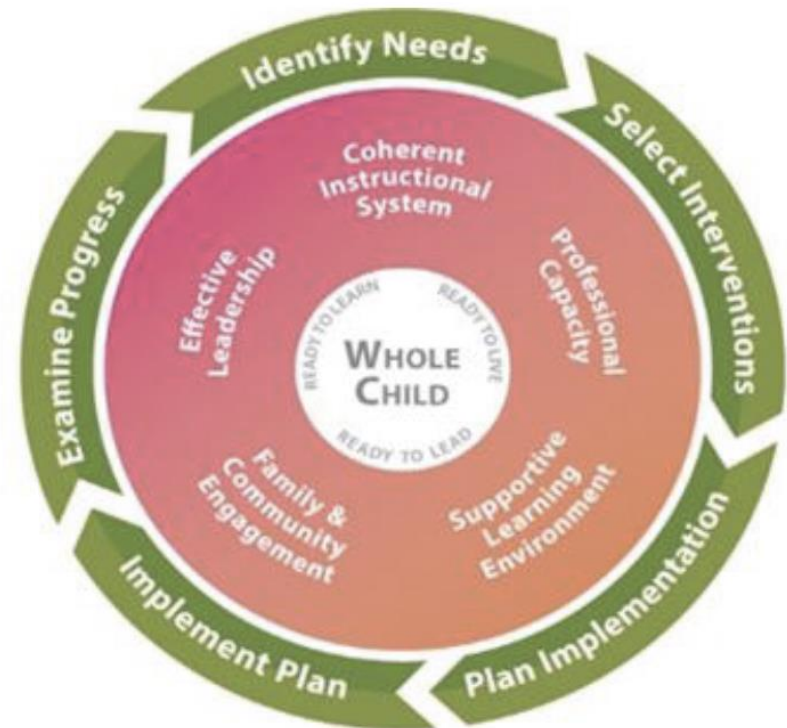 Identify Needs
Select Interventions
Plan Implementation
Implement Plan
Examine Progress
Coherent
Instructional
System
Professional
Capacity
Supportive
Learning
Environment
Family &
Community
Engagement
Effective
Leadership
READY TO LEARN
READY TO LIVE
READY TO LEAD
WHOLE
CHILD